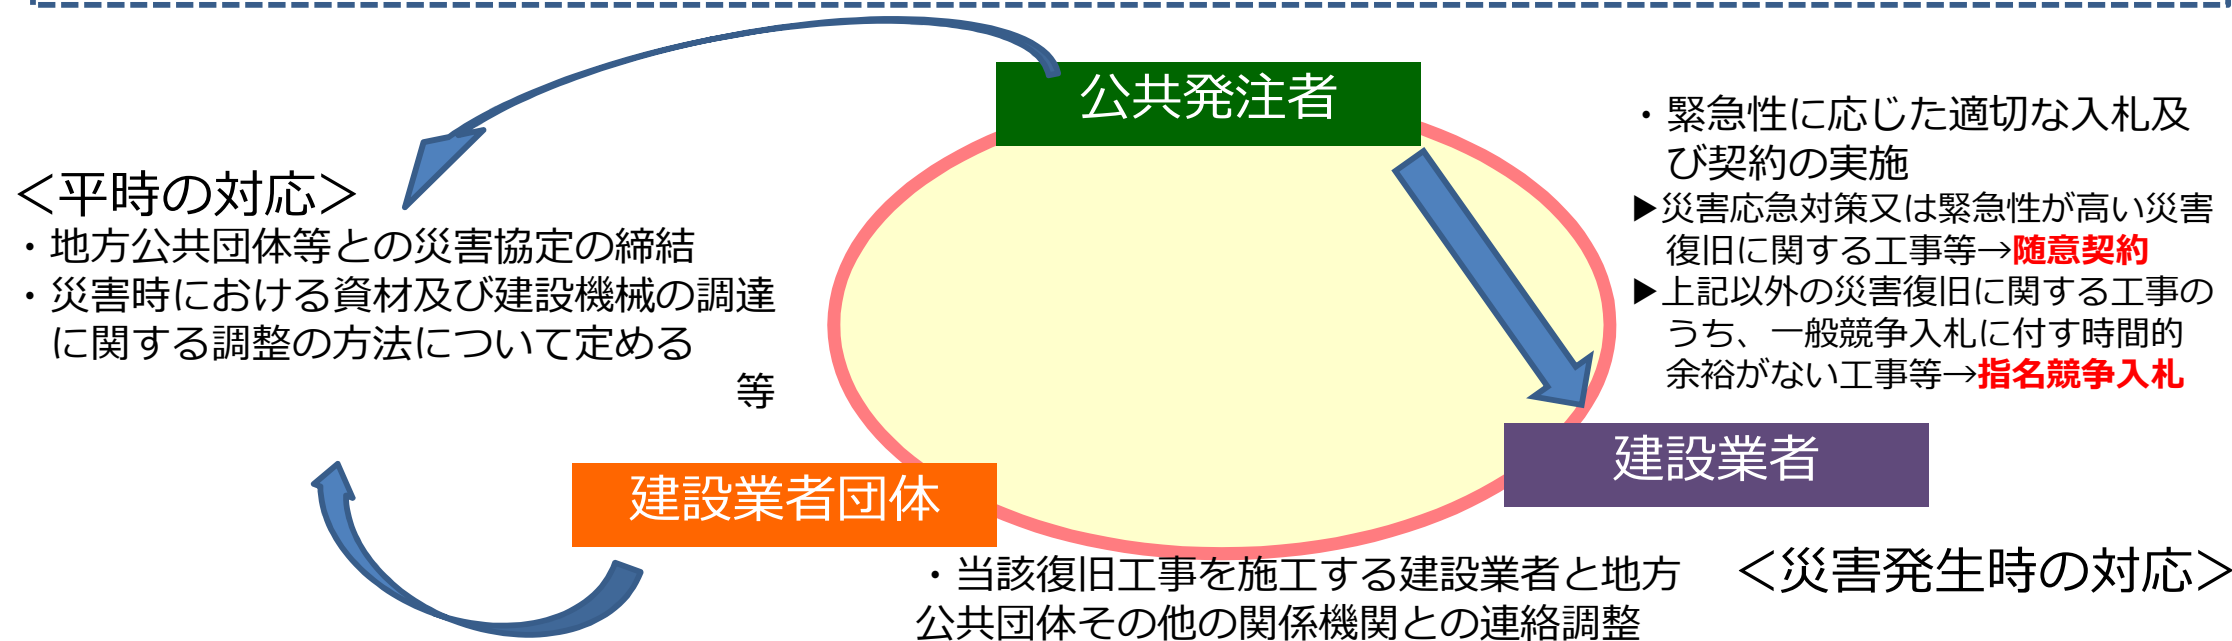 公共発注者
＜平時の対応＞
・地方公共団体等との災害協定の締結
・災害時における資材及び建設機械の調達
に関する調整の方法について定める
等
・緊急性に応じた適切な入札及
び契約の実施
▶災害応急対策又は緊急性が高い災害
復旧に関する工事等→随意契約
▶上記以外の災害復旧に関する工事の
うち、一般競争入札に付す時間的
余裕がない工事等→指名競争入札
建設業者
建設業者団体
＜災害発生時の対応＞
・当該復旧工事を施工する建設業者と地方
公共団体その他の関係機関との連絡調整